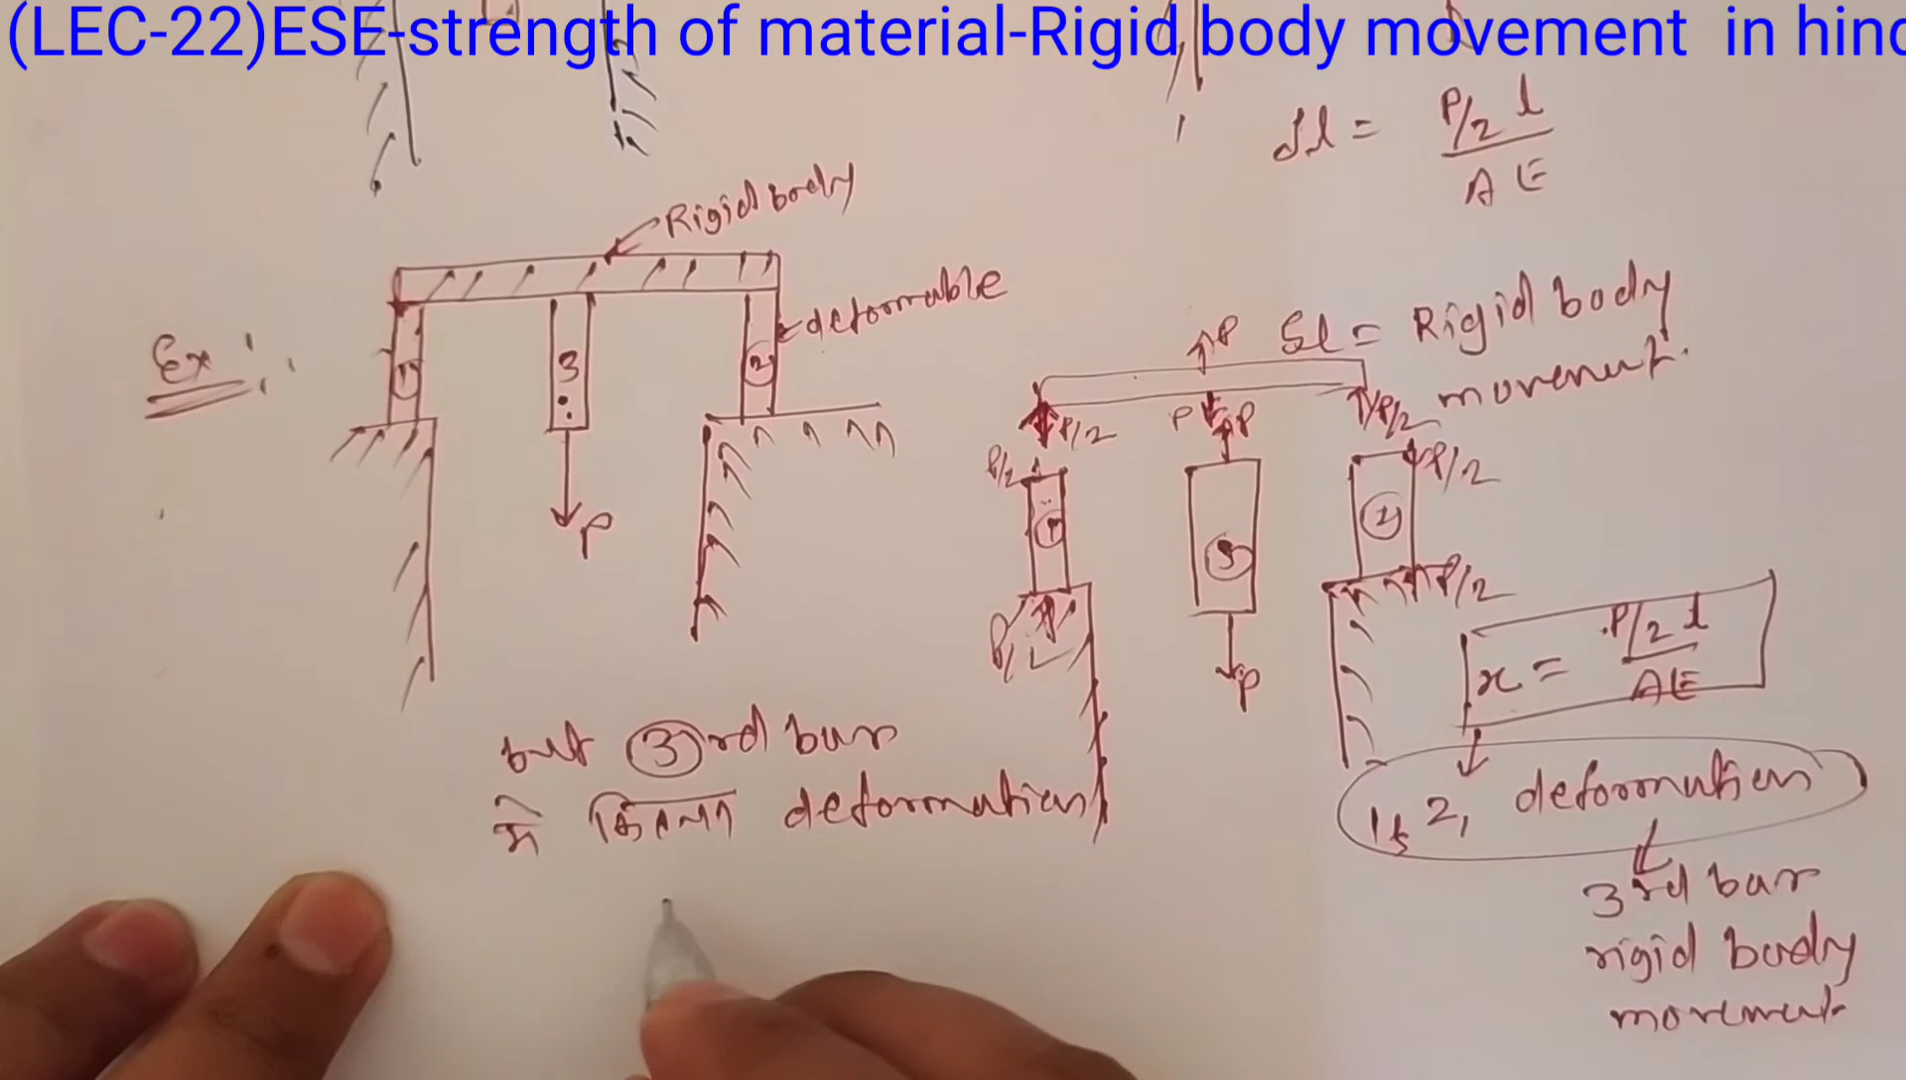 (LEC-22)ESE-strength of material-Rigid body movement in hind
δl = P/2 l
AE
Rigid body
deformable
Ex :
1
3
2
P
P
δl = Rigid body
movement.
P/2
P
P
P/2
P/2
P/2
1
3
2
P/2
P
x = P/2 l
AE
but 3rd bar
में कितना deformation
1 & 2, deformation
3rd bar
rigid body
movement